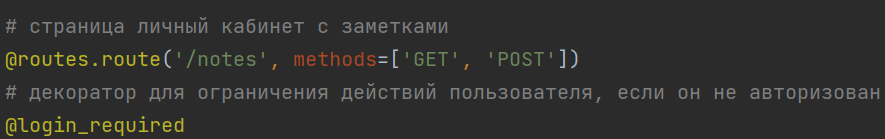 # страница личный кабинет с заметками
@routes.route('/notes', methods=['GET', 'POST'])
# декоратор для ограничения действий пользователя, если он не авторизован
@login_required